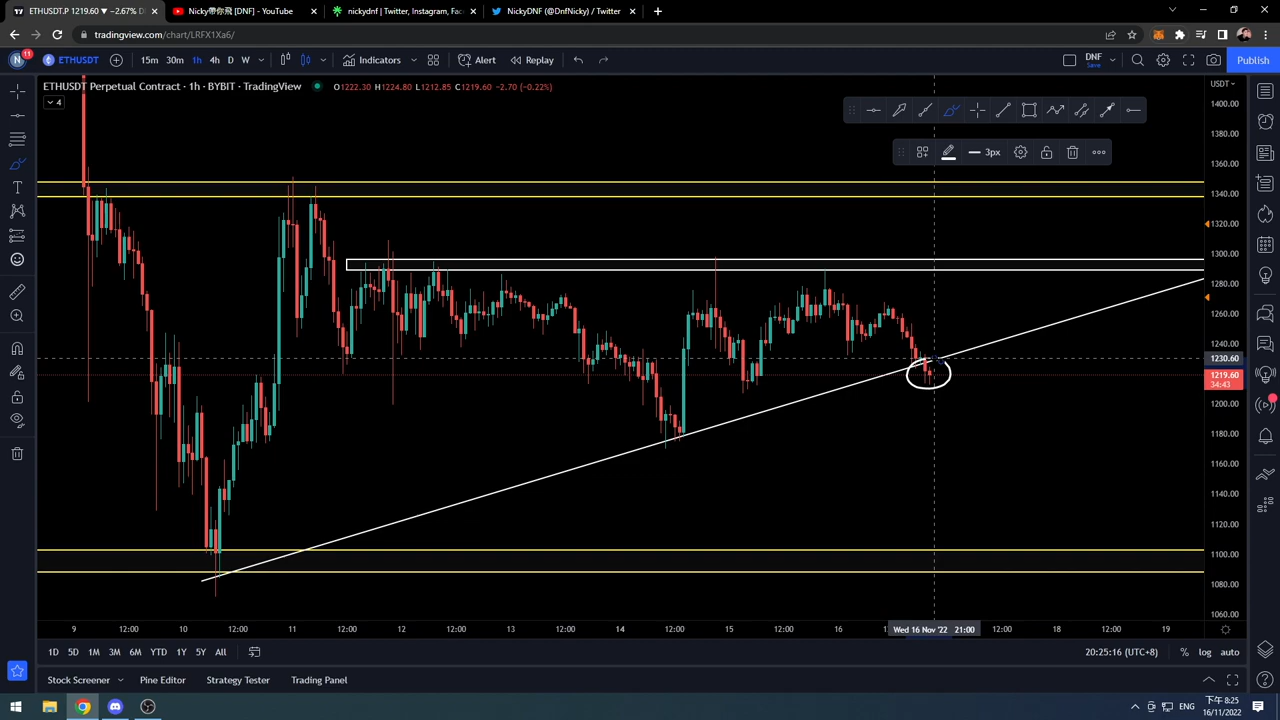 ETHUSDT.P 1219.60 ▼ −2.67% D
Nicky帶你飛 [DNF] - YouTube
nickydnf | Twitter, Instagram, Fac
NickyDNF (@DnfNicky) / Twitter
tradingview.com/chart/LRFX1Xa6/
N 11 ETHUSDT 15m 30m 1h 4h D W Indicators Alert Replay DNF Save Publish
ETHUSDT Perpetual Contract · 1h · BYBIT · TradingView O1222.30 H1224.80 L1212.85 C1219.60 −2.70 (−0.22%)
4
3px
USDT
1400.00
1380.00
1360.00
1340.00
1320.00
1300.00
1280.00
1260.00
1240.00
1230.60
1219.60
34:43
1200.00
1180.00
1160.00
1140.00
1120.00
1100.00
1080.00
1060.00
9 12:00 10 12:00 11 12:00 12 12:00 13 12:00 14 12:00 15 12:00 16 Wed 16 Nov '22 21:00 12:00 18 12:00 19
1D 5D 1M 3M 6M YTD 1Y 5Y All 20:25:16 (UTC+8) % log auto
Stock Screener Pine Editor Strategy Tester Trading Panel
ENG 下午 8:25
16/11/2022